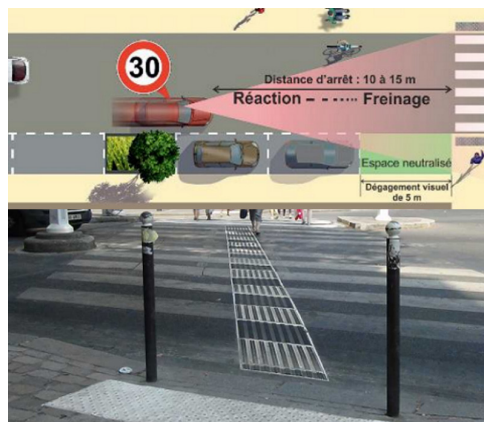 30
Distance d'arrêt : 10 à 15 m
Réaction Freinage
Espace neutralisé
Dégagement visuel
de 5 m